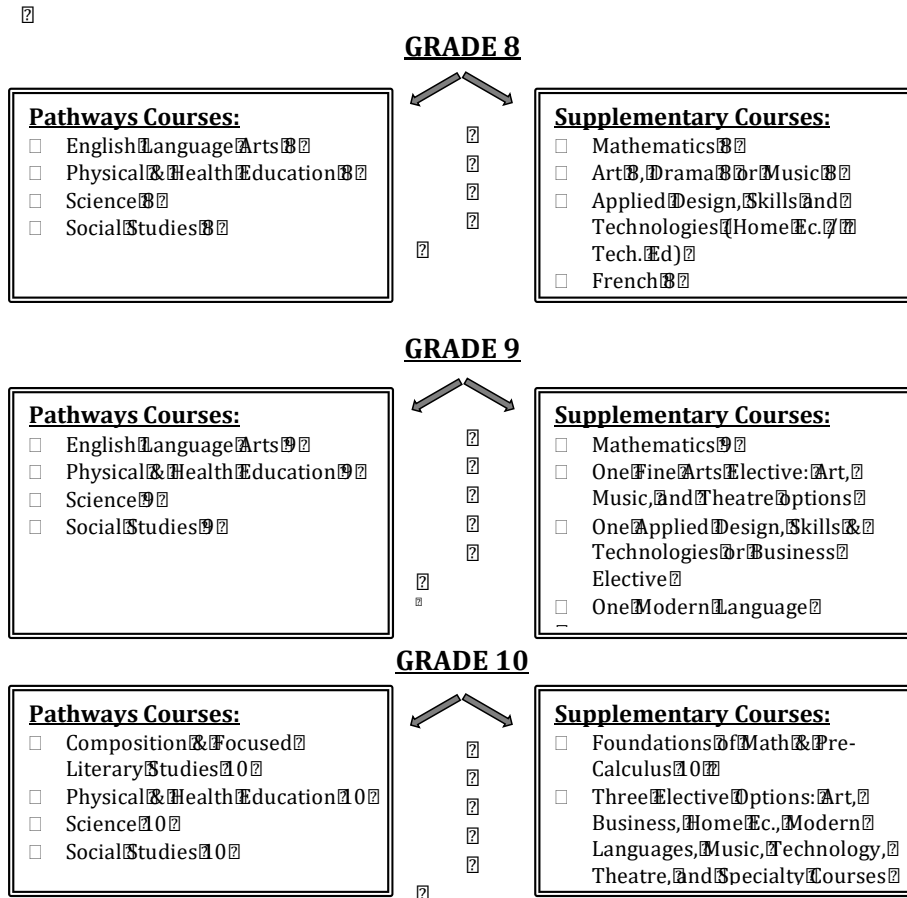 GRADE 8
Pathways Courses:
□ English Language Arts 8
□ Physical & Health Education 8
□ Science 8
□ Social Studies 8
Supplementary Courses:
□ Mathematics 8
□ Art 8, Drama 8 or Music 8
□ Applied Design, Skills and
Technologies (Home Ec. /
Tech. Ed)
□ French 8
GRADE 9
Pathways Courses:
□ English Language Arts 9
□ Physical & Health Education 9
□ Science 9
□ Social Studies 9
Supplementary Courses:
□ Mathematics 9
□ One Fine Arts Elective: Art,
Music, and Theatre options
□ One Applied Design, Skills &
Technologies or Business
Elective
□ One Modern Language
GRADE 10
Pathways Courses:
□ Composition & Focused
Literary Studies 10
□ Physical & Health Education 10
□ Science 10
□ Social Studies 10
Supplementary Courses:
□ Foundations of Math & Pre-
Calculus 10
□ Three Elective Options: Art,
Business, Home Ec., Modern
Languages, Music, Technology,
Theatre, and Specialty Courses